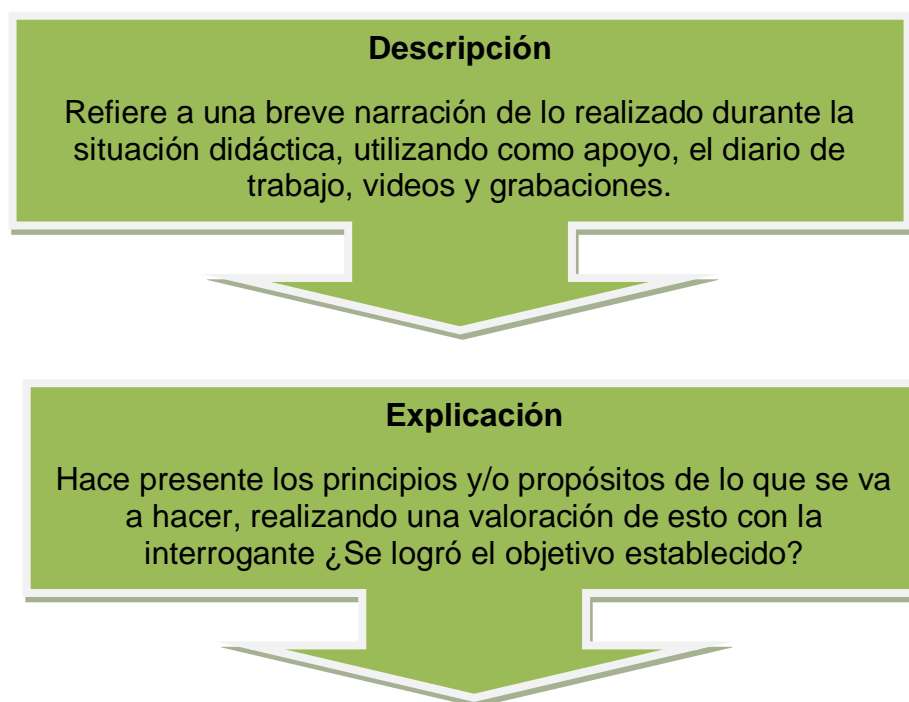 Descripción
Refiere a una breve narración de lo realizado durante la
situación didáctica, utilizando como apoyo, el diario de
trabajo, videos y grabaciones.
Explicación
Hace presente los principios y/o propósitos de lo que se va
a hacer, realizando una valoración de esto con la
interrogante ¿Se logró el objetivo establecido?